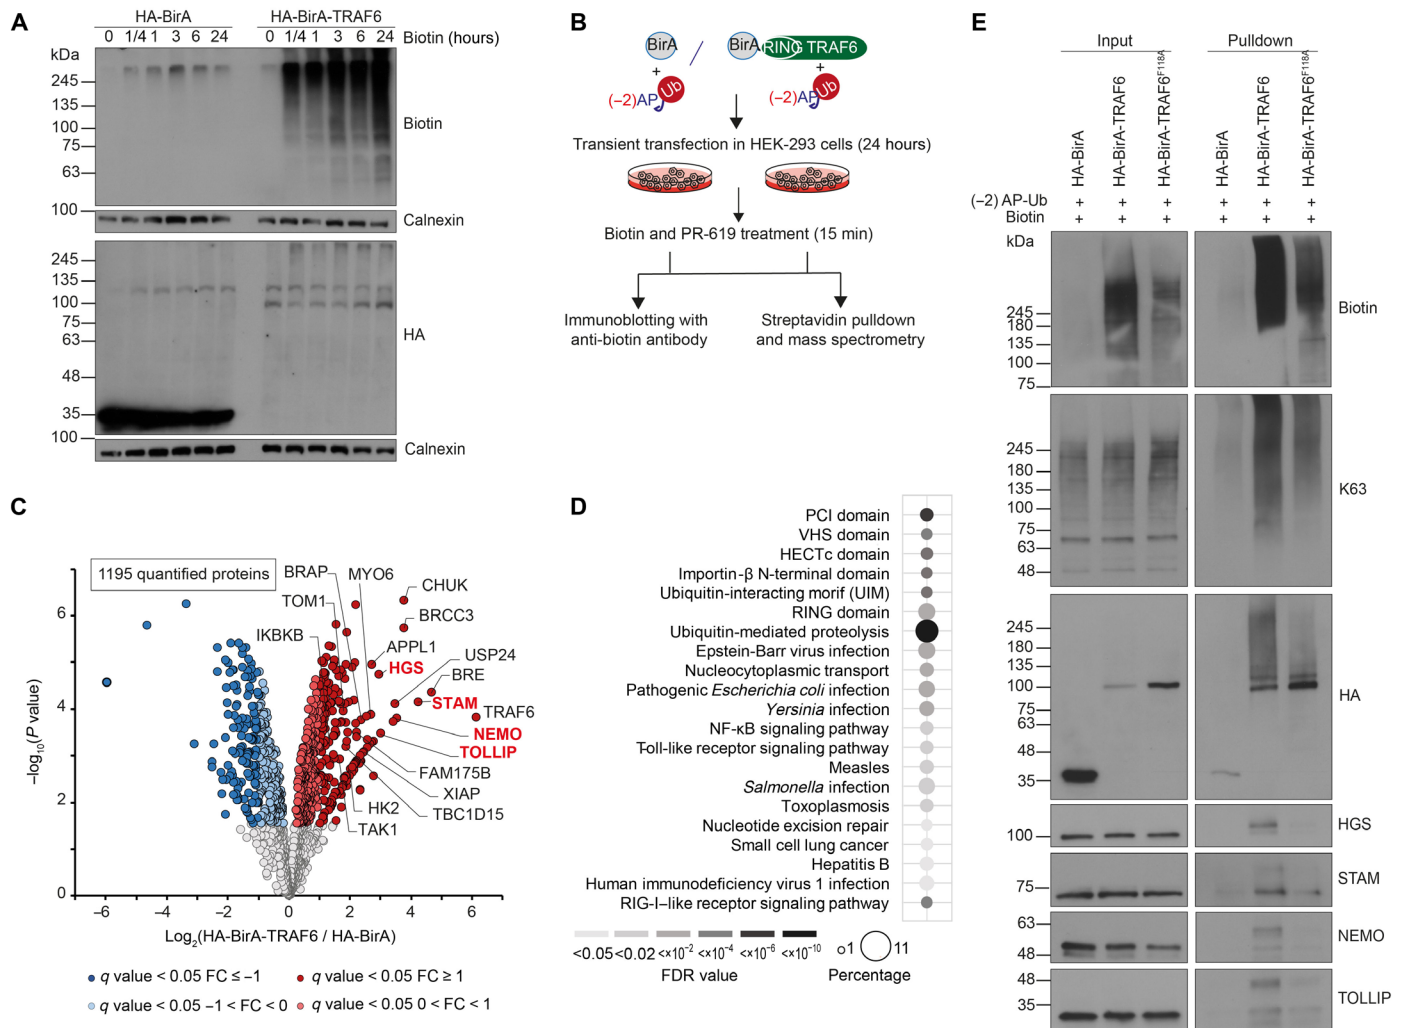 A
HA-BirA HA-BirA-TRAF6
0 1/4 1 3 6 24 0 1/4 1 3 6 24 Biotin (hours)
kDa
245
135
100
75
63
Biotin
100
Calnexin
245
135
100
75
63
48
35
HA
100
Calnexin
B
BirA / BirA RING TRAF6
+ +
(−2)AP Ub (−2)AP Ub
Transient transfection in HEK-293 cells (24 hours)
Biotin and PR-619 treatment (15 min)
Immunoblotting with
anti-biotin antibody
Streptavidin pulldown
and mass spectrometry
C
1195 quantified proteins
BRAP
MYO6
CHUK
TOM1
BRCC3
IKBKB
APPL1
HGS
USP24
BRE
STAM
TRAF6
NEMO
TOLLIP
FAM175B
XIAP
HK2
TBC1D15
TAK1
−log10(P value)
6
4
2
0
−6 −4 −2 0 2 4 6
Log2(HA-BirA-TRAF6 / HA-BirA)
q value < 0.05 FC ≤ −1
q value < 0.05 FC ≥ 1
q value < 0.05 −1 < FC < 0
q value < 0.05 0 < FC < 1
D
PCI domain
VHS domain
HECTc domain
Importin-β N-terminal domain
Ubiquitin-interacting morif (UIM)
RING domain
Ubiquitin-mediated proteolysis
Epstein-Barr virus infection
Nucleocytoplasmic transport
Pathogenic Escherichia coli infection
Yersinia infection
NF-κB signaling pathway
Toll-like receptor signaling pathway
Measles
Salmonella infection
Toxoplasmosis
Nucleotide excision repair
Small cell lung cancer
Hepatitis B
Human immunodeficiency virus 1 infection
RIG-I–like receptor signaling pathway
<0.05 <0.02 <×10−2 <×10−4 <×10−6 <×10−10
FDR value
1 11
Percentage
E
Input Pulldown
HA-BirA
HA-BirA-TRAF6
HA-BirA-TRAF6F118A
HA-BirA
HA-BirA-TRAF6
HA-BirA-TRAF6F118A
(−2) AP-Ub + + + + + +
Biotin + + + + + +
kDa
245
180
135
100
75
Biotin
245
180
135
100
75
63
48
K63
245
180
135
100
75
63
48
35
HA
100
HGS
75
STAM
63
48
NEMO
48
35
TOLLIP